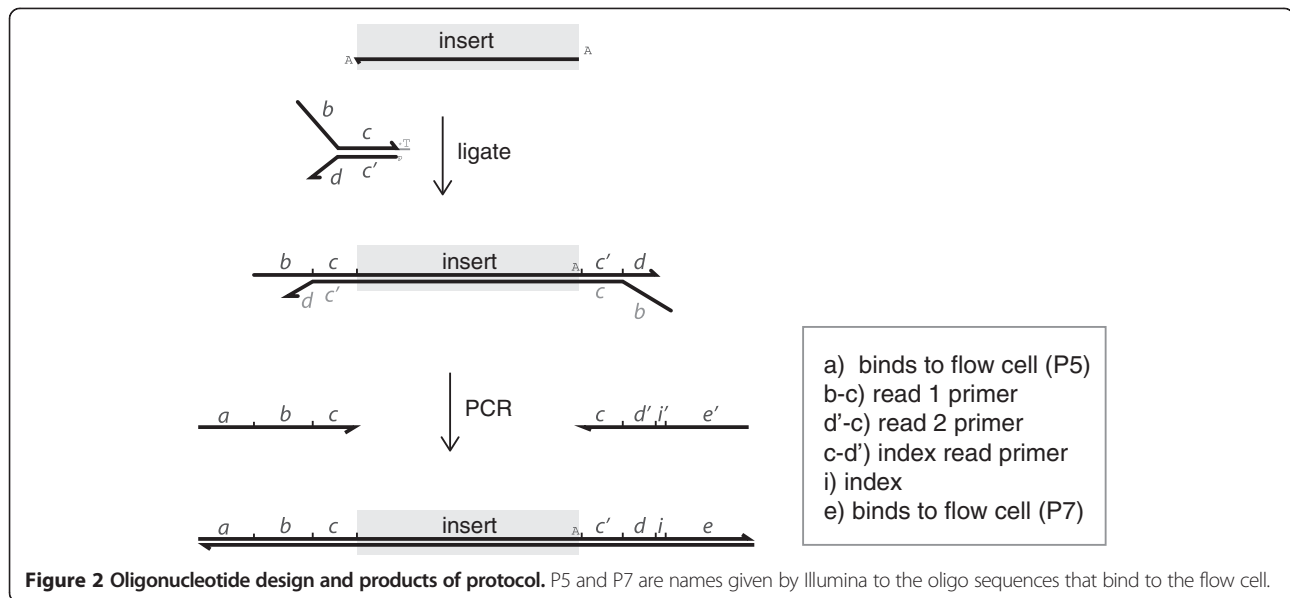 insert
A A
b
c
·T
p
d c'
ligate
b c insert A c' d
d c' c b
PCR
a b c c d' i' e'
a b c insert A c' d i e
a) binds to flow cell (P5)
b-c) read 1 primer
d'-c) read 2 primer
c-d') index read primer
i) index
e) binds to flow cell (P7)
Figure 2 Oligonucleotide design and products of protocol. P5 and P7 are names given by Illumina to the oligo sequences that bind to the flow cell.